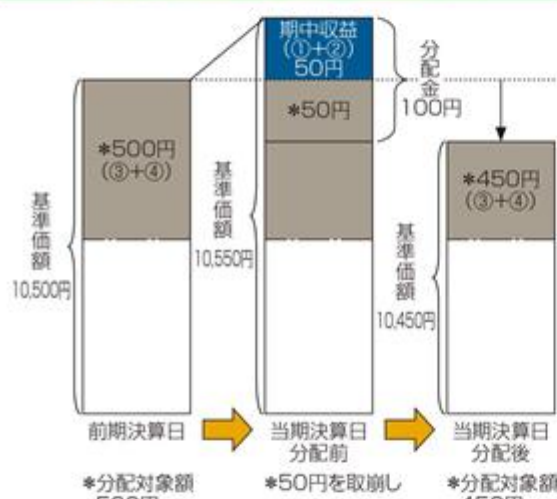 期中収益
(①+②)
50円
*50円
分配金
100円
*500円
(③+④)
基準価額
10,500円
基準価額
10,550円
*450円
(③+④)
基準価額
10,450円
前期決算日
当期決算日
分配前
当期決算日
分配後
*分配対象額
*50円を取崩し
*分配対象額